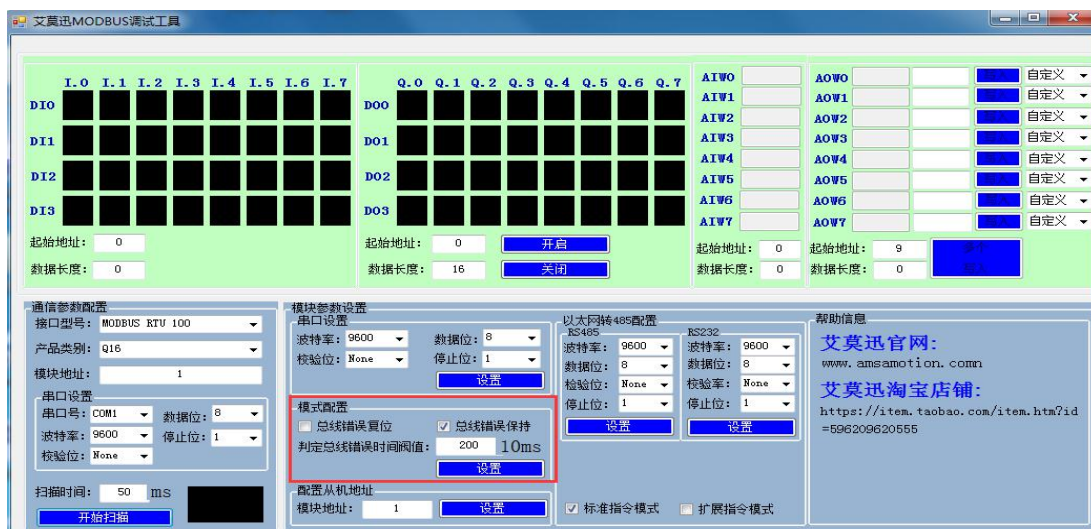 艾莫迅MODBUS调试工具
I.0 I.1 I.2 I.3 I.4 I.5 I.6 I.7
DI0
DI1
DI2
DI3
起始地址: 0
数据长度: 0
Q.0 Q.1 Q.2 Q.3 Q.4 Q.5 Q.6 Q.7
DO0
DO1
DO2
DO3
起始地址: 0 开启
数据长度: 16 关闭
AIW0
AIW1
AIW2
AIW3
AIW4
AIW5
AIW6
AIW7
起始地址: 0
数据长度: 0
AOW0 自定义
AOW1 自定义
AOW2 自定义
AOW3 自定义
AOW4 自定义
AOW5 自定义
AOW6 自定义
AOW7 自定义
起始地址: 9
数据长度: 0
通信参数配置
接口型号: MODBUS RTU 100
产品类别: Q16
模块地址: 1
串口设置
串口号: COM1 数据位: 8
波特率: 9600 停止位: 1
校验位: None
扫描时间: 50 ms
开始扫描
模块参数设置
串口设置
波特率: 9600 数据位: 8
校验位: None 停止位: 1
设置
模式配置
总线错误复位 总线错误保持
判定总线错误时间阀值: 200 10ms
设置
配置从机地址
模块地址: 1 设置
以太网转485配置
RS485
波特率: 9600
数据位: 8
检验位: None
停止位: 1
设置
RS232
波特率: 9600
数据位: 8
校验率: None
停止位: 1
设置
标准指令模式 扩展指令模式
帮助信息
艾莫迅官网:
www.amsamotion.comn
艾莫迅淘宝店铺:
https://item.taobao.com/item.htm?id
=596209620555